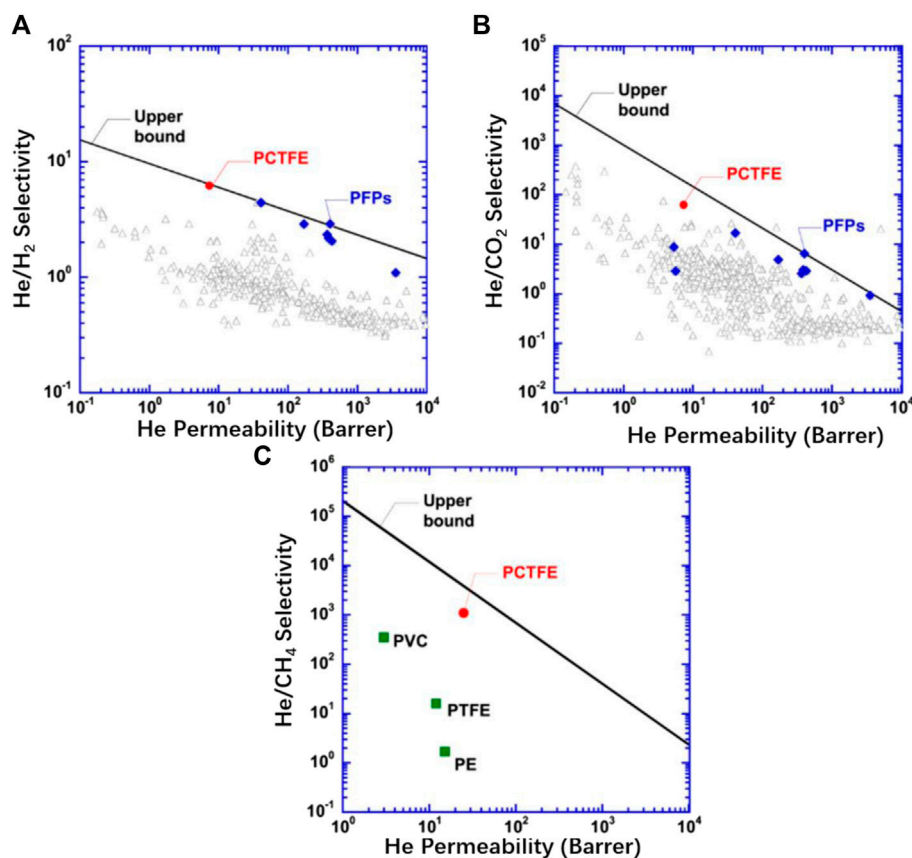 A
10²
10¹
10⁰
10⁻¹
He/H₂ Selectivity
Upper
bound
PCTFE
PFPs
10⁻¹ 10⁰ 10¹ 10² 10³ 10⁴
He Permeability (Barrer)
B
10⁵
10⁴
10³
10²
10¹
10⁰
10⁻¹
10⁻²
He/CO₂ Selectivity
Upper
bound
PCTFE
PFPs
10⁻¹ 10⁰ 10¹ 10² 10³ 10⁴
He Permeability (Barrer)
C
10⁶
10⁵
10⁴
10³
10²
10¹
10⁰
10⁻¹
He/CH₄ Selectivity
Upper
bound
PCTFE
PVC
PTFE
PE
10⁰ 10¹ 10² 10³ 10⁴
He Permeability (Barrer)